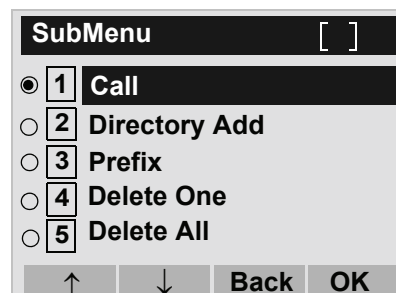 SubMenu [ ]
1 Call
2 Directory Add
3 Prefix
4 Delete One
5 Delete All
↑ ↓ Back OK